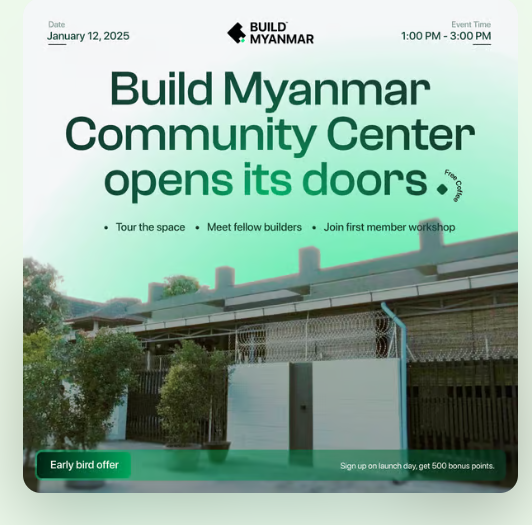 Date
January 12, 2025
BUILD
MYANMAR
Event Time
1:00 PM - 3:00 PM
Build Myanmar
Community Center
opens its doors
Free Coffee
• Tour the space • Meet fellow builders • Join first member workshop
Early bird offer
Sign up on launch day, get 500 bonus points.